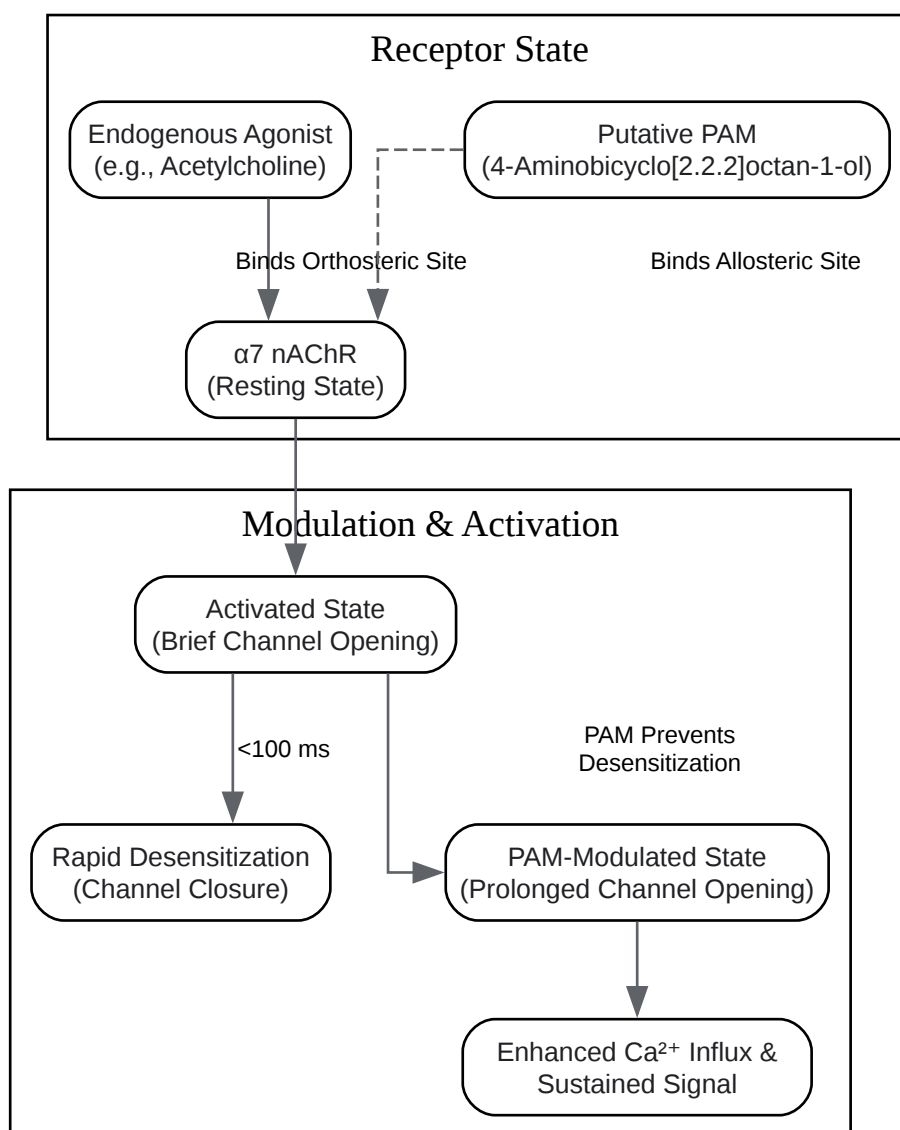 Receptor State
Endogenous Agonist
(e.g., Acetylcholine)
Putative PAM
(4-Aminobicyclo[2.2.2]octan-1-ol)
Binds Orthosteric Site
Binds Allosteric Site
α7 nAChR
(Resting State)
Modulation & Activation
Activated State
(Brief Channel Opening)
<100 ms
PAM Prevents
Desensitization
Rapid Desensitization
(Channel Closure)
PAM-Modulated State
(Prolonged Channel Opening)
Enhanced Ca²⁺ Influx &
Sustained Signal